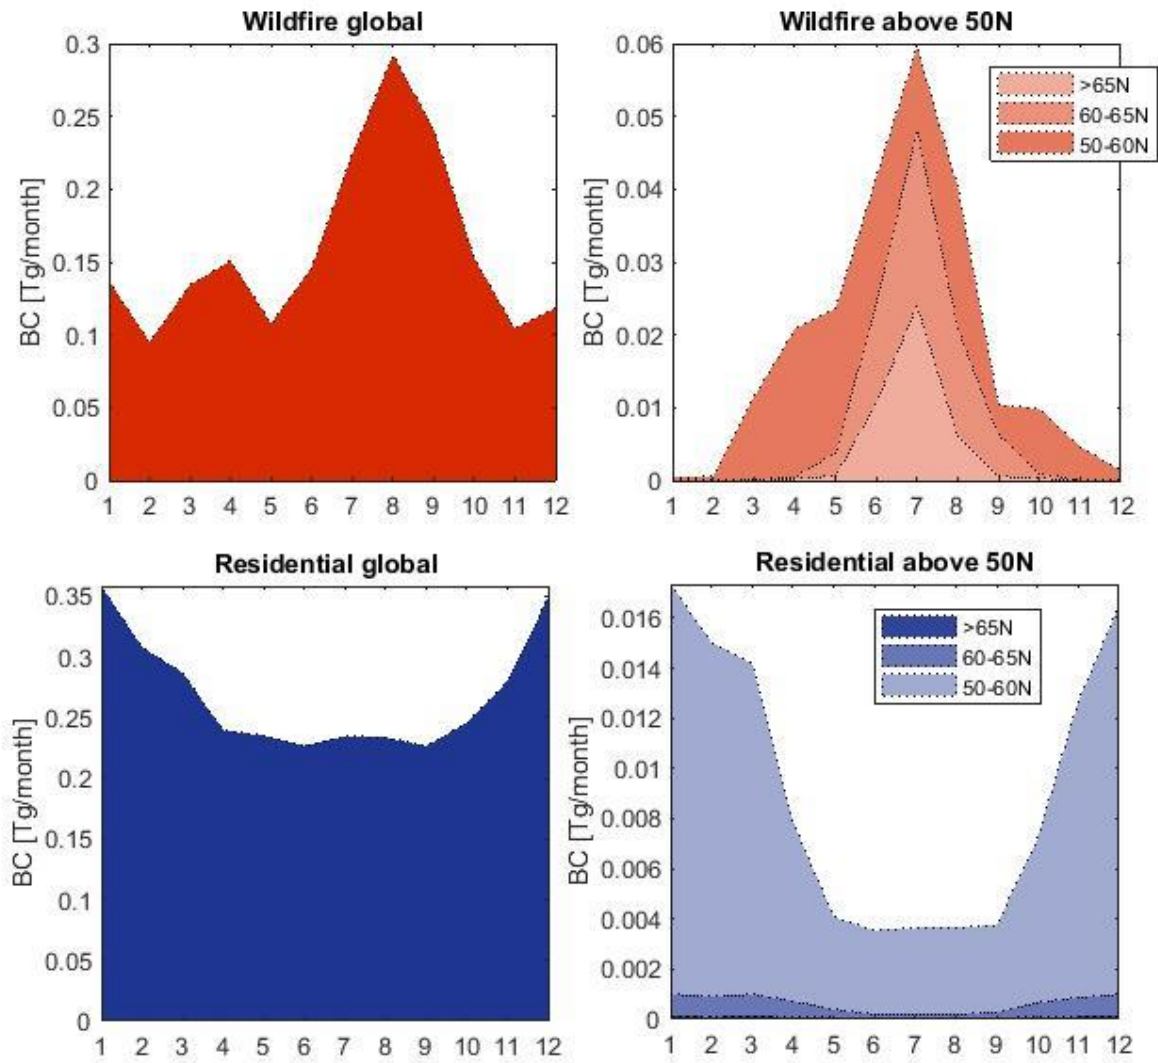 Wildfire global
BC [Tg/month]
0.3
0.25
0.2
0.15
0.1
0.05
0
1 2 3 4 5 6 7 8 9 10 11 12
Wildfire above 50N
BC [Tg/month]
0.06
0.05
0.04
0.03
0.02
0.01
0
1 2 3 4 5 6 7 8 9 10 11 12
>65N
60-65N
50-60N
Residential global
BC [Tg/month]
0.35
0.3
0.25
0.2
0.15
0.1
0.05
0
1 2 3 4 5 6 7 8 9 10 11 12
Residential above 50N
BC [Tg/month]
0.016
0.014
0.012
0.01
0.008
0.006
0.004
0.002
0
1 2 3 4 5 6 7 8 9 10 11 12
>65N
60-65N
50-60N